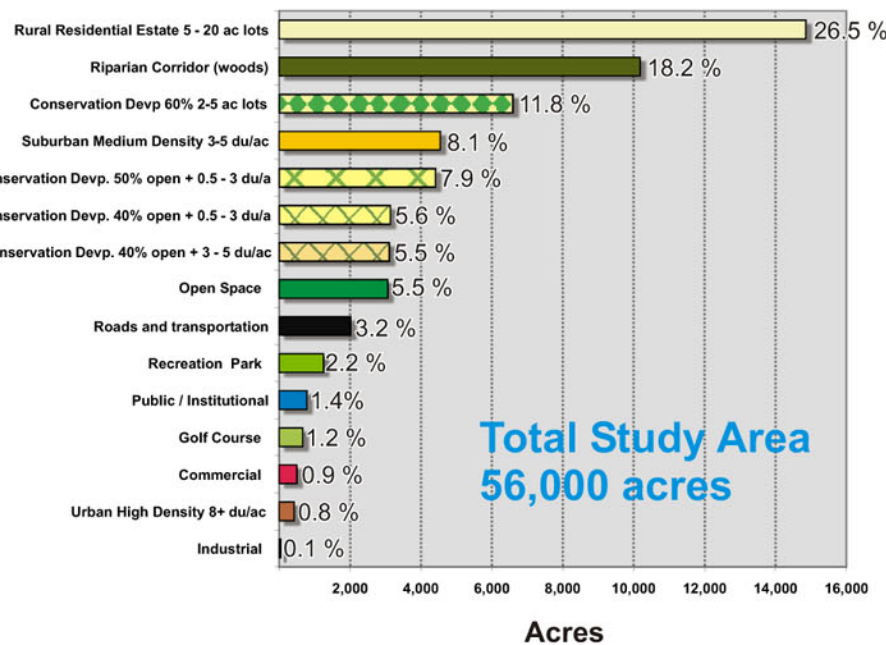 Rural Residential Estate 5 - 20 ac lots 26.5 %
Riparian Corridor (woods) 18.2 %
Conservation Devp 60% 2-5 ac lots 11.8 %
Suburban Medium Density 3-5 du/ac 8.1 %
nservation Devp. 50% open + 0.5 - 3 du/a 7.9 %
nservation Devp. 40% open + 0.5 - 3 du/a 5.6 %
nservation Devp. 40% open + 3 - 5 du/ac 5.5 %
Open Space 5.5 %
Roads and transportation 3.2 %
Recreation Park 2.2 %
Public / Institutional 1.4%
Golf Course 1.2 %
Commercial 0.9 %
Urban High Density 8+ du/ac 0.8 %
Industrial 0.1 %
Total Study Area
56,000 acres
2,000 4,000 6,000 8,000 10,000 12,000 14,000 16,000
Acres